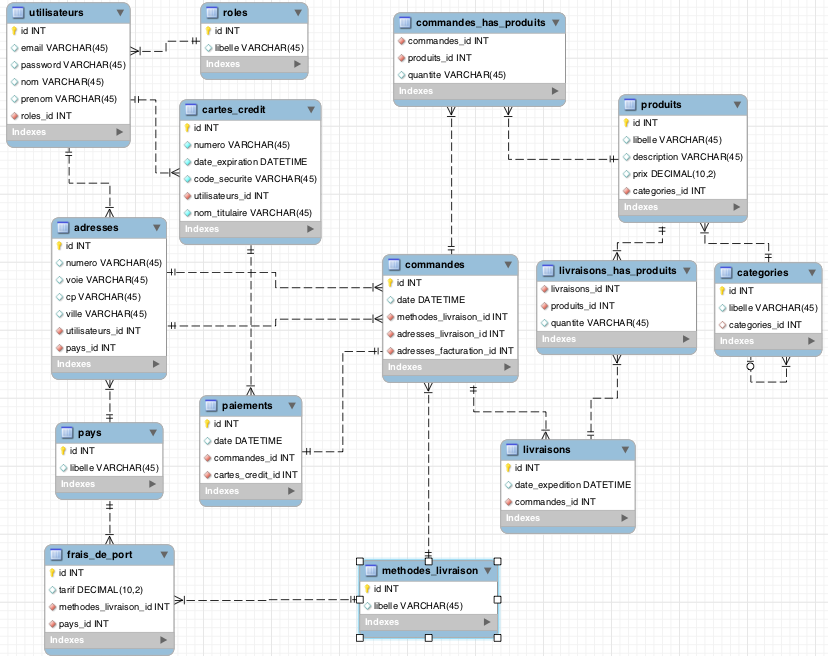 utilisateurs
id INT
email VARCHAR(45)
password VARCHAR(45)
nom VARCHAR(45)
prenom VARCHAR(45)
roles_id INT
Indexes
roles
id INT
libelle VARCHAR(45)
Indexes
commandes_has_produits
commandes_id INT
produits_id INT
quantite VARCHAR(45)
Indexes
cartes_credit
id INT
numero VARCHAR(45)
date_expiration DATETIME
code_securite VARCHAR(45)
utilisateurs_id INT
nom_titulaire VARCHAR(45)
Indexes
produits
id INT
libelle VARCHAR(45)
description VARCHAR(45)
prix DECIMAL(10,2)
categories_id INT
Indexes
adresses
id INT
numero VARCHAR(45)
voie VARCHAR(45)
cp VARCHAR(45)
ville VARCHAR(45)
utilisateurs_id INT
pays_id INT
Indexes
commandes
id INT
date DATETIME
methodes_livraison_id INT
adresses_livraison_id INT
adresses_facturation_id INT
Indexes
livraisons_has_produits
livraisons_id INT
produits_id INT
quantite VARCHAR(45)
Indexes
categories
id INT
libelle VARCHAR(45)
categories_id INT
Indexes
paiements
id INT
date DATETIME
commandes_id INT
cartes_credit_id INT
Indexes
pays
id INT
libelle VARCHAR(45)
Indexes
livraisons
id INT
date_expedition DATETIME
commandes_id INT
Indexes
frais_de_port
id INT
tarif DECIMAL(10,2)
methodes_livraison_id INT
pays_id INT
Indexes
methodes_livraison
id INT
libelle VARCHAR(45)
Indexes